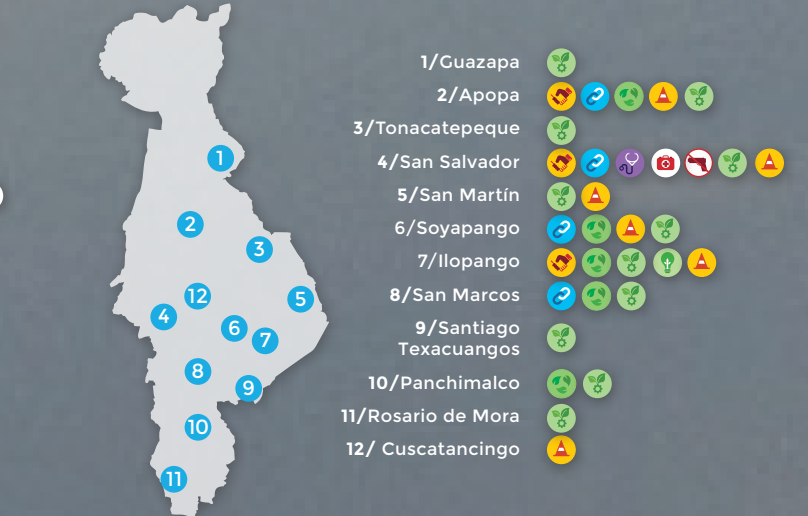 1/Guazapa
2/Apopa
3/Tonacatepeque
4/San Salvador
5/San Martín
6/Soyapango
7/Ilopango
8/San Marcos
9/Santiago
Texacuangos
10/Panchimalco
11/Rosario de Mora
12/ Cuscatancingo
1
2
3
12
5
4
6
7
8
9
10
11